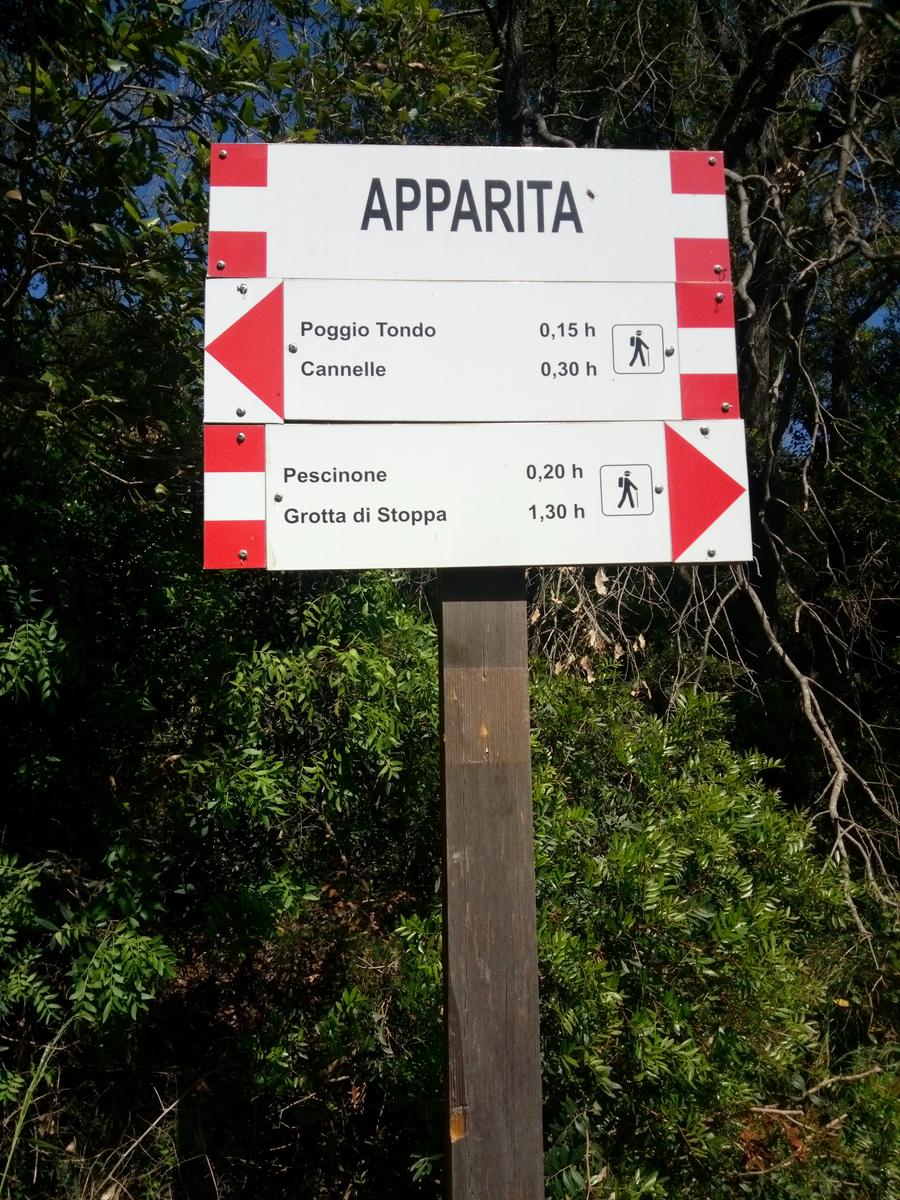 APPARITA
Poggio Tondo 0,15 h
Cannelle 0,30 h
Pescinone 0,20 h
Grotta di Stoppa 1,30 h